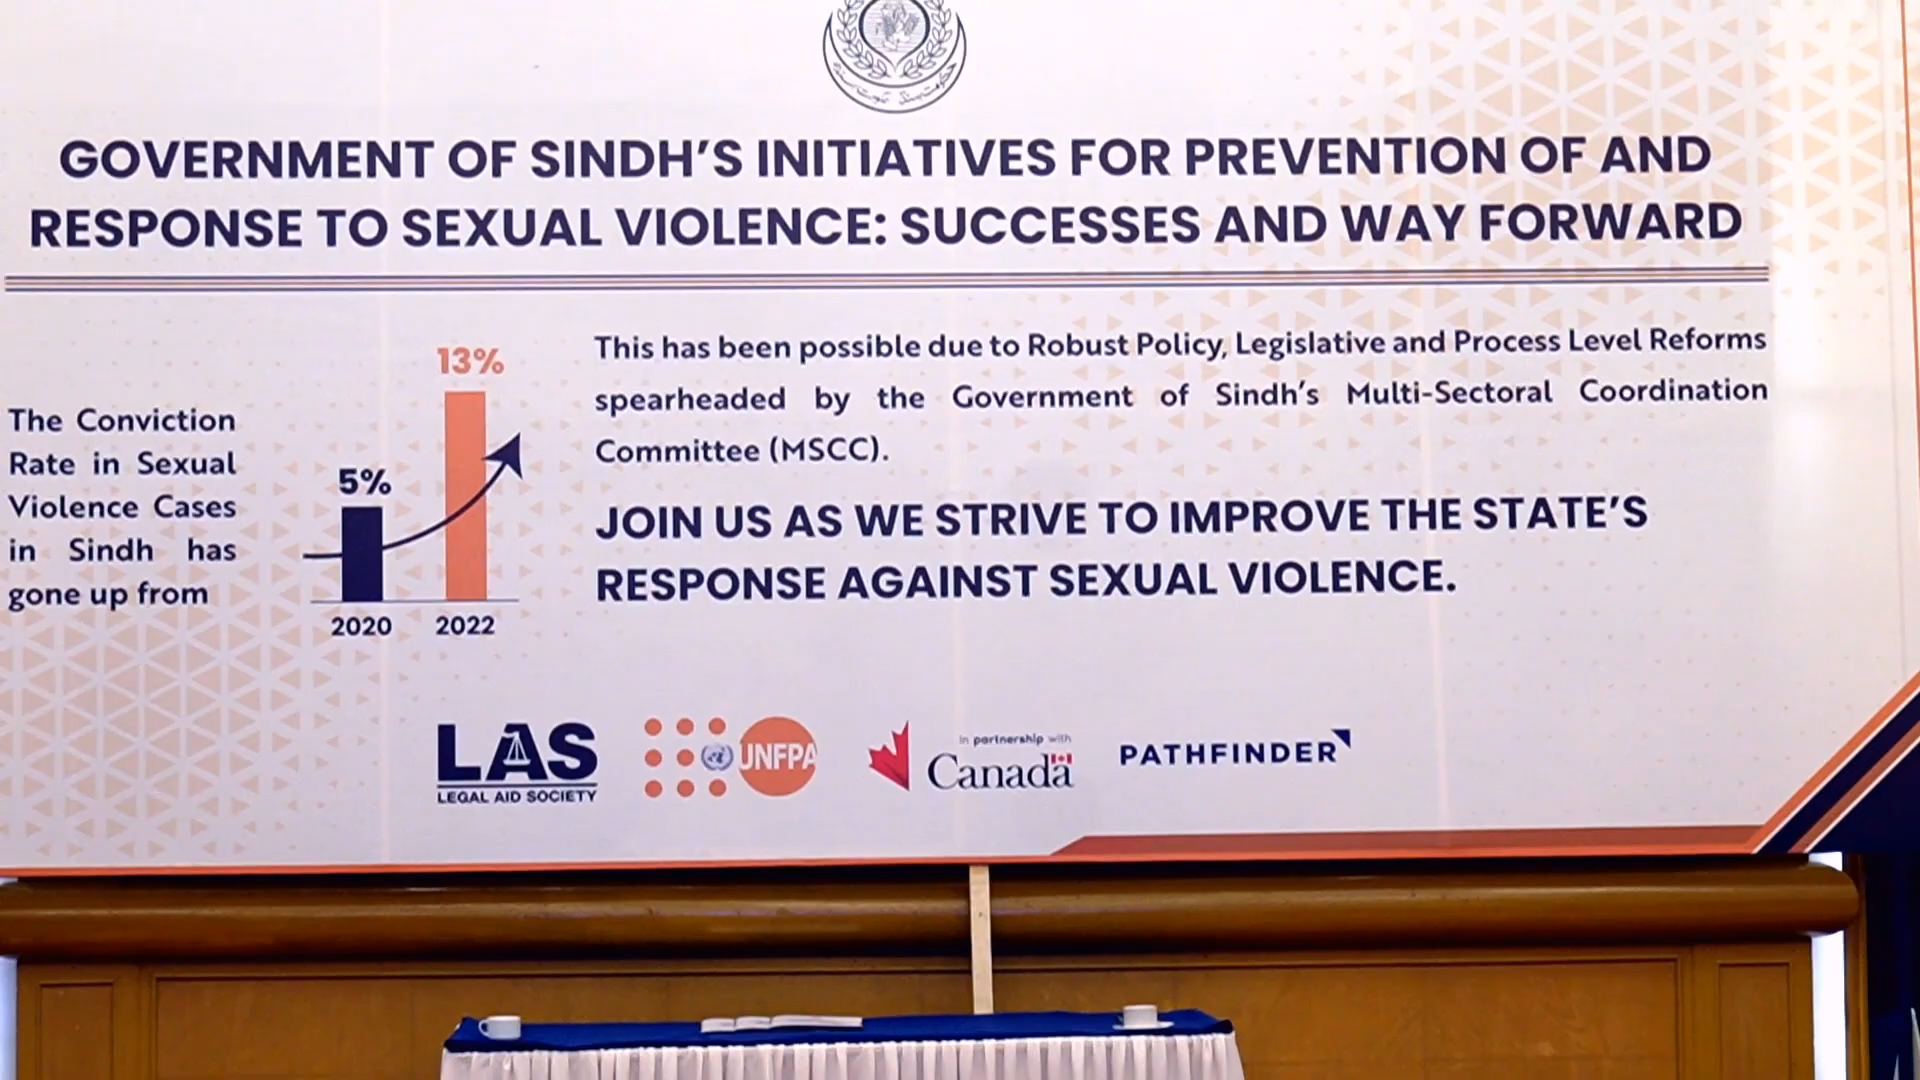 GOVERNMENT OF SINDH'S INITIATIVES FOR PREVENTION OF AND
RESPONSE TO SEXUAL VIOLENCE: SUCCESSES AND WAY FORWARD
The Conviction
Rate in Sexual
Violence Cases
in Sindh has
gone up from
5%
13%
2020
2022
This has been possible due to Robust Policy, Legislative and Process Level Reforms
spearheaded by the Government of Sindh's Multi-Sectoral Coordination
Committee (MSCC).
JOIN US AS WE STRIVE TO IMPROVE THE STATE'S
RESPONSE AGAINST SEXUAL VIOLENCE.
LAS
LEGAL AID SOCIETY
UNFPA
in partnership with
Canada
PATHFINDER